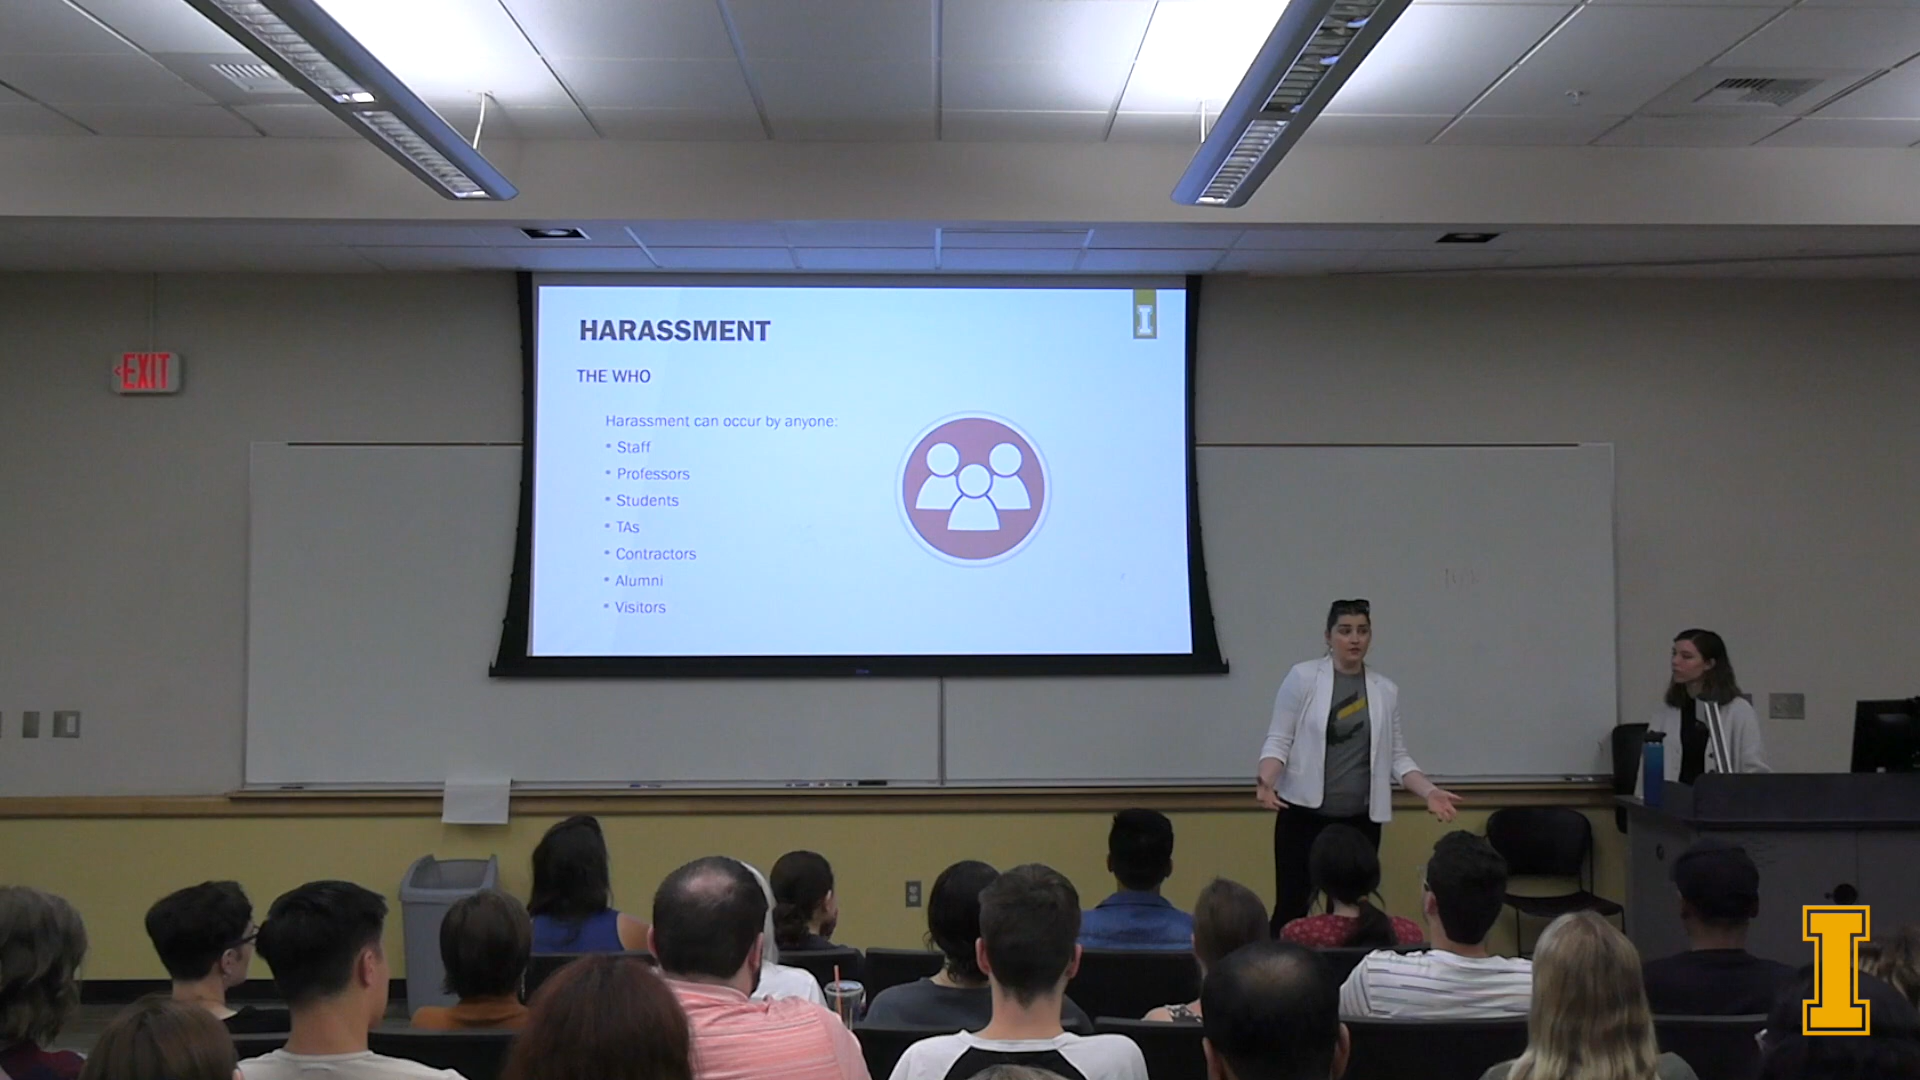 EXIT
HARASSMENT
I
THE WHO
Harassment can occur by anyone:
• Staff
• Professors
• Students
• TAs
• Contractors
• Alumni
• Visitors
I